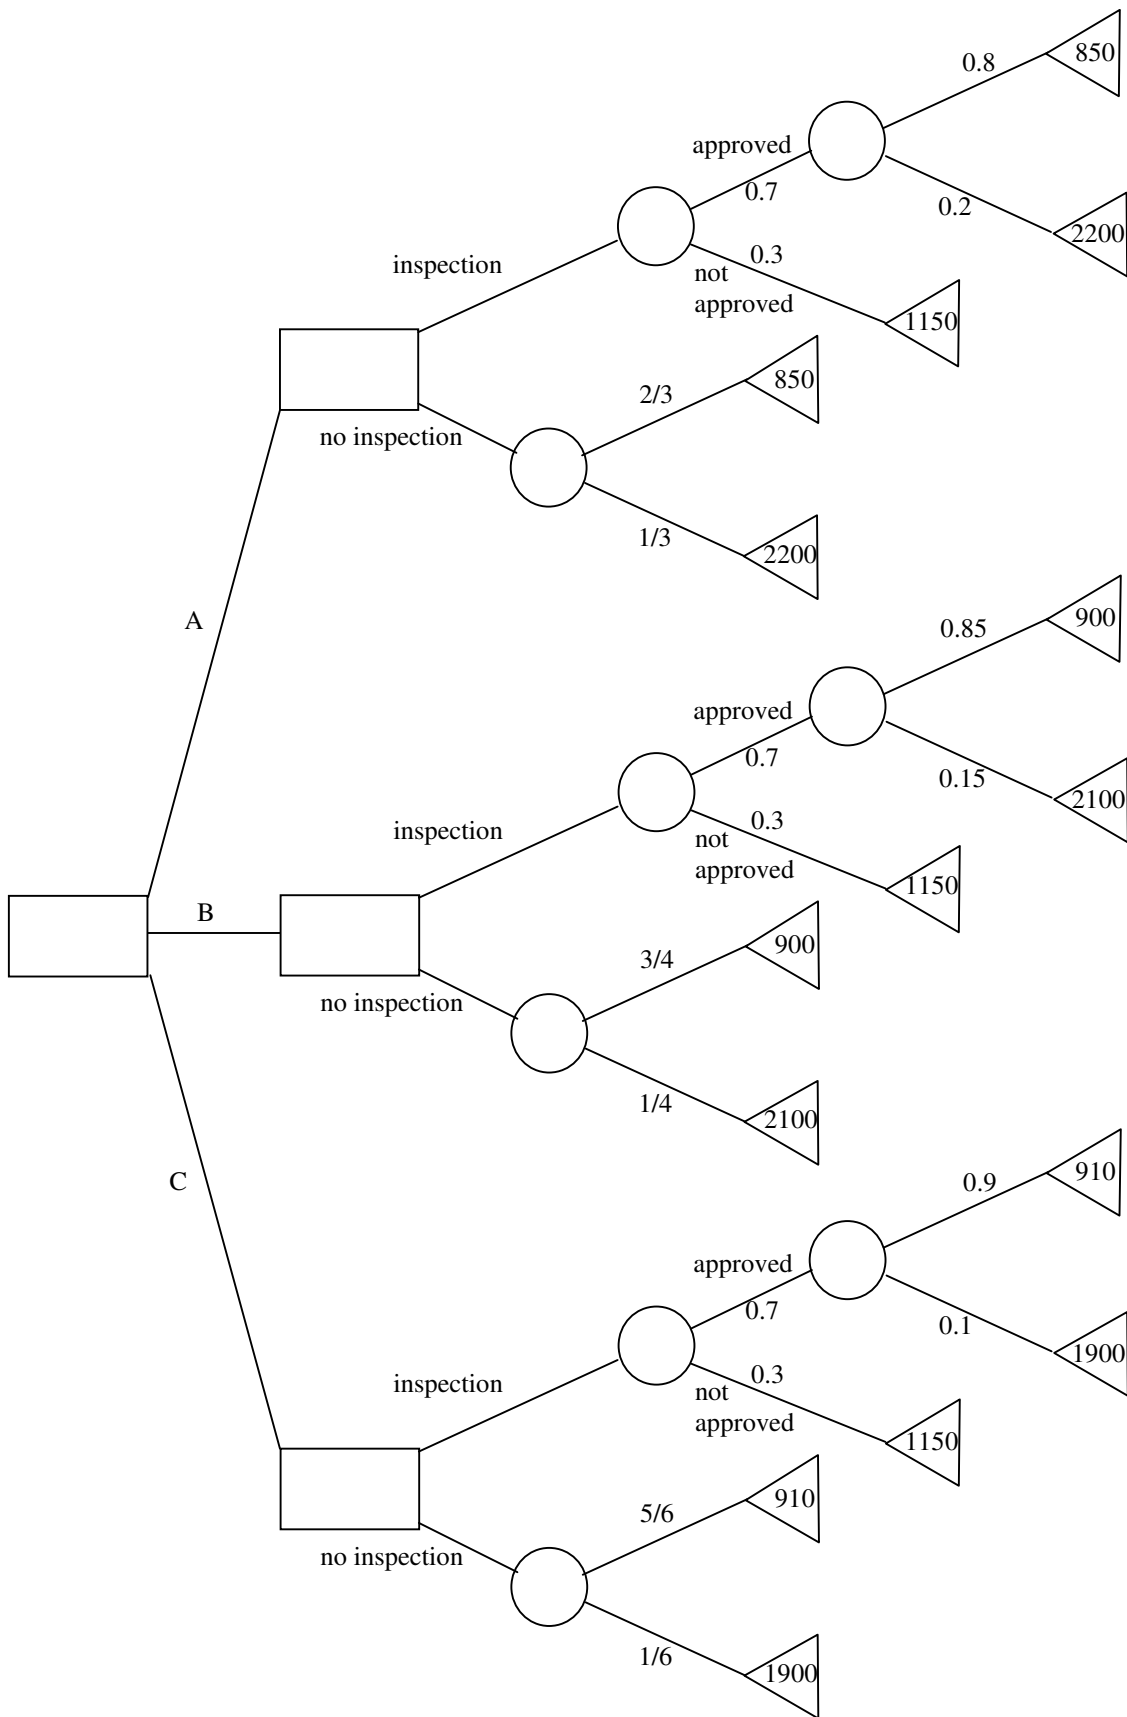 0.8
850
approved
0.7
0.2
2200
inspection
0.3
not
approved
1150
2/3
850
no inspection
1/3
2200
A
0.85
900
approved
0.7
0.15
2100
inspection
0.3
not
approved
1150
B
3/4
900
no inspection
1/4
2100
C
0.9
910
approved
0.7
0.1
1900
inspection
0.3
not
approved
1150
5/6
910
no inspection
1/6
1900